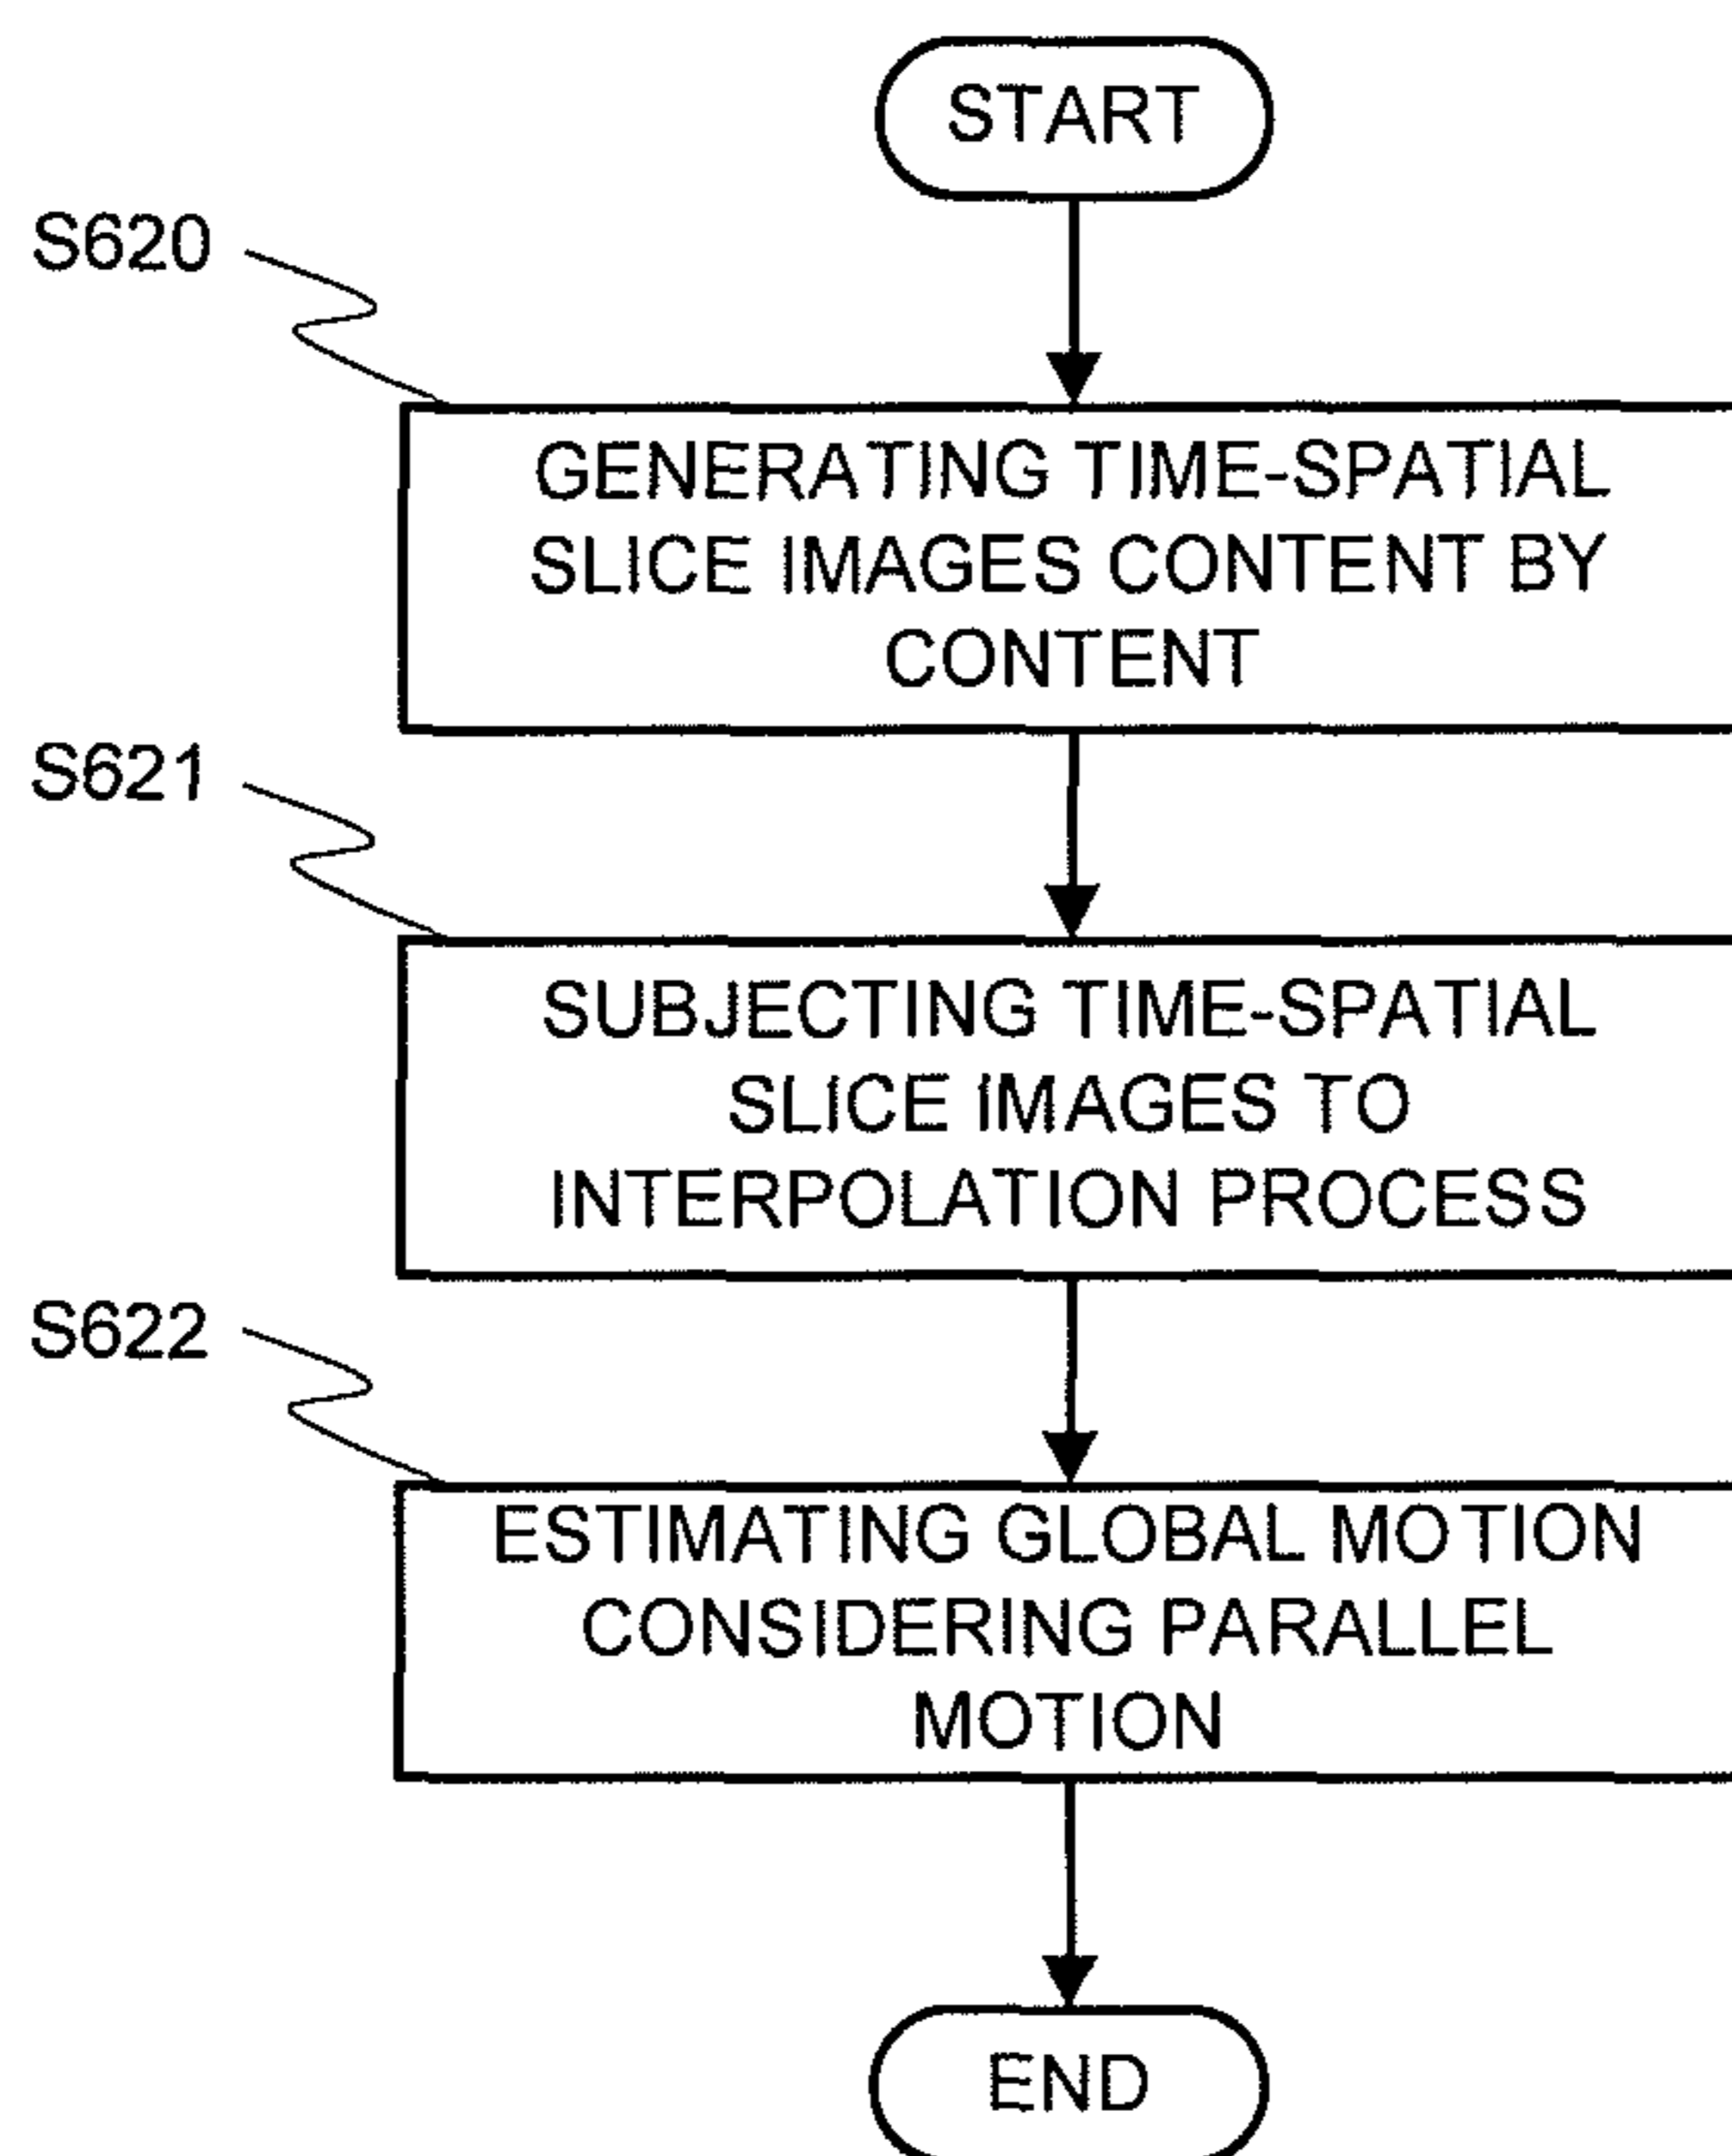 START
S620
GENERATING TIME-SPATIAL
SLICE IMAGES CONTENT BY
CONTENT
S621
SUBJECTING TIME-SPATIAL
SLICE IMAGES TO
INTERPOLATION PROCESS
S622
ESTIMATING GLOBAL MOTION
CONSIDERING PARALLEL
MOTION
END